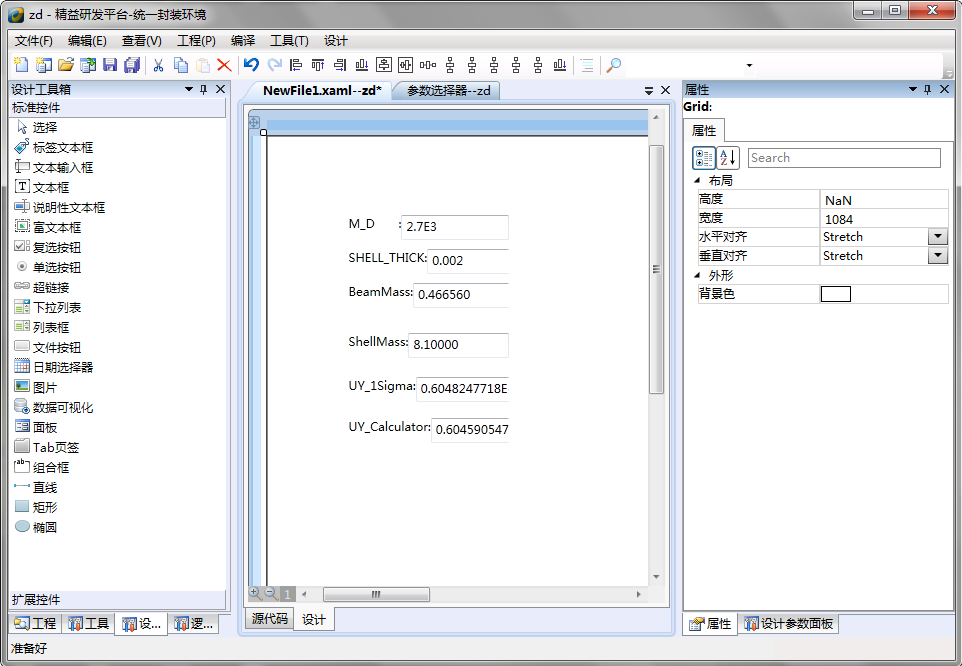 zd - 精益研发平台-统一封装环境
文件(F) 编辑(E) 查看(V) 工程(P) 编译 工具(T) 设计
设计工具箱
标准控件
选择
标签文本框
文本输入框
文本框
说明性文本框
富文本框
复选按钮
单选按钮
超链接
下拉列表
列表框
文件按钮
日期选择器
图片
数据可视化
面板
Tab页签
组合框
直线
矩形
椭圆
扩展控件
工程 工具 设... 逻...
NewFile1.xaml--zd* 参数选择器--zd
M_D : 2.7E3
SHELL_THICK: 0.002
BeamMass: 0.466560
ShellMass: 8.10000
UY_1Sigma: 0.6048247718E
UY_Calculator: 0.604590547
1
源代码 设计
属性
Grid:
属性
Search
布局
高度 NaN
宽度 1084
水平对齐 Stretch
垂直对齐 Stretch
外形
背景色
属性 设计参数面板
准备好